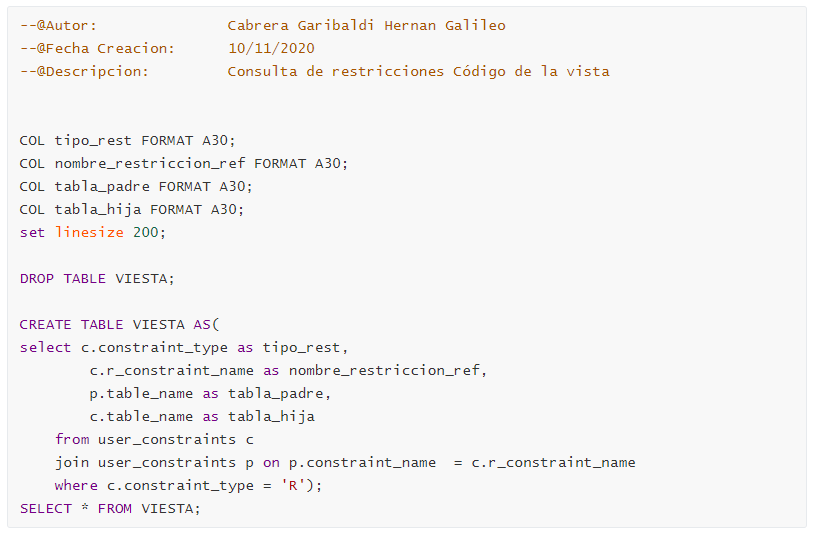 --@Autor:               Cabrera Garibaldi Hernan Galileo
--@Fecha Creacion:      10/11/2020
--@Descripcion:         Consulta de restricciones Código de la vista


COL tipo_rest FORMAT A30;
COL nombre_restriccion_ref FORMAT A30;
COL tabla_padre FORMAT A30;
COL tabla_hija FORMAT A30;
set linesize 200;

DROP TABLE VIESTA;

CREATE TABLE VIESTA AS(
select c.constraint_type as tipo_rest,
        c.r_constraint_name as nombre_restriccion_ref,
        p.table_name as tabla_padre,
        c.table_name as tabla_hija
    from user_constraints c
    join user_constraints p on p.constraint_name  = c.r_constraint_name
    where c.constraint_type = 'R');
SELECT * FROM VIESTA;